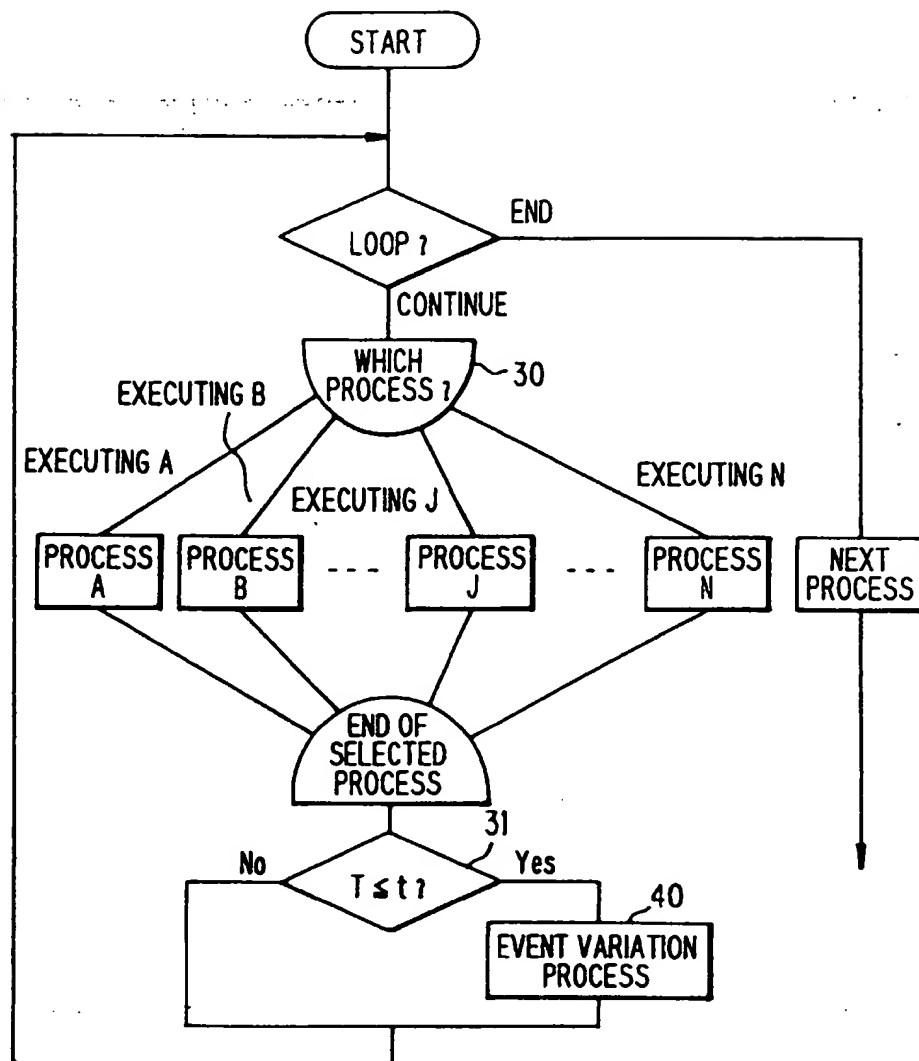 START
END
LOOP ?
CONTINUE
WHICH
PROCESS ?
30
EXECUTING B
EXECUTING A
EXECUTING J
EXECUTING N
PROCESS
A
PROCESS
B
- - -
PROCESS
J
- - -
PROCESS
N
NEXT
PROCESS
END OF
SELECTED
PROCESS
31
No
Yes
T ≦ t ?
40
EVENT VARIATION
PROCESS